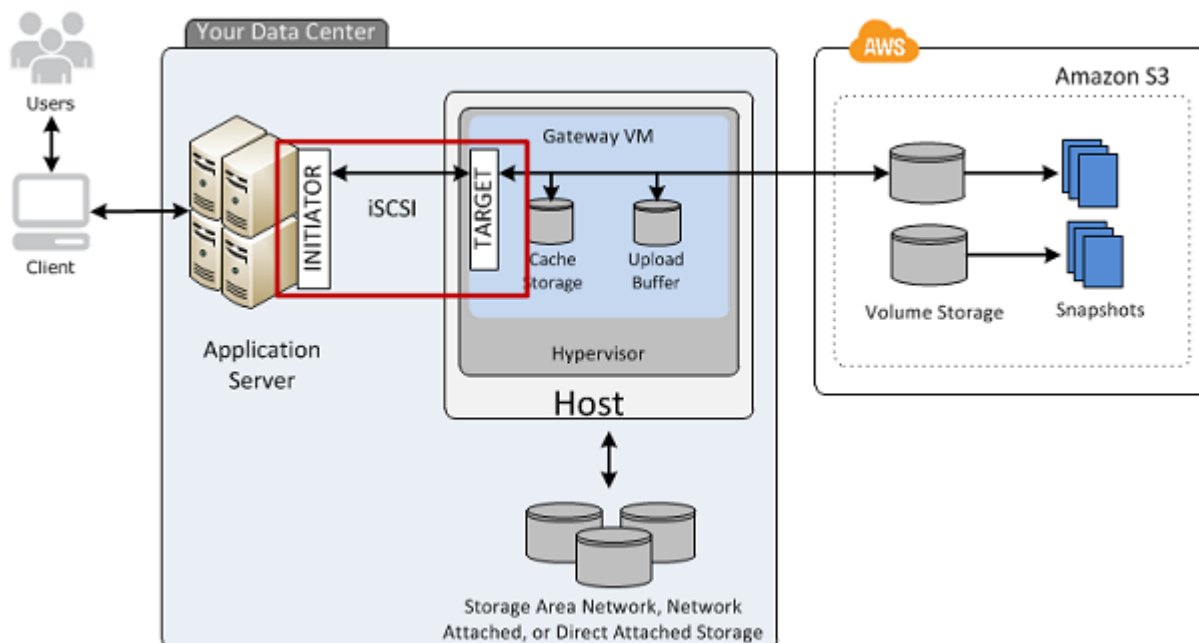 Your Data Center
AWS
Amazon S3
Users
Gateway VM
INITIATOR
iSCSI
TARGET
Client
Cache
Storage
Upload
Buffer
Volume Storage
Snapshots
Application
Server
Hypervisor
Host
Storage Area Network, Network
Attached, or Direct Attached Storage